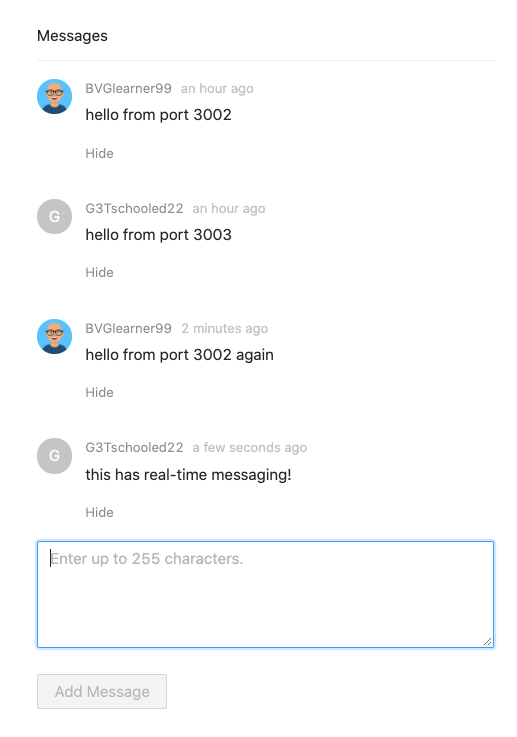 Messages
BVGlearner99 an hour ago
hello from port 3002
Hide
G
G3Tschooled22 an hour ago
hello from port 3003
Hide
BVGlearner99 2 minutes ago
hello from port 3002 again
Hide
G
G3Tschooled22 a few seconds ago
this has real-time messaging!
Hide
Enter up to 255 characters.
Add Message